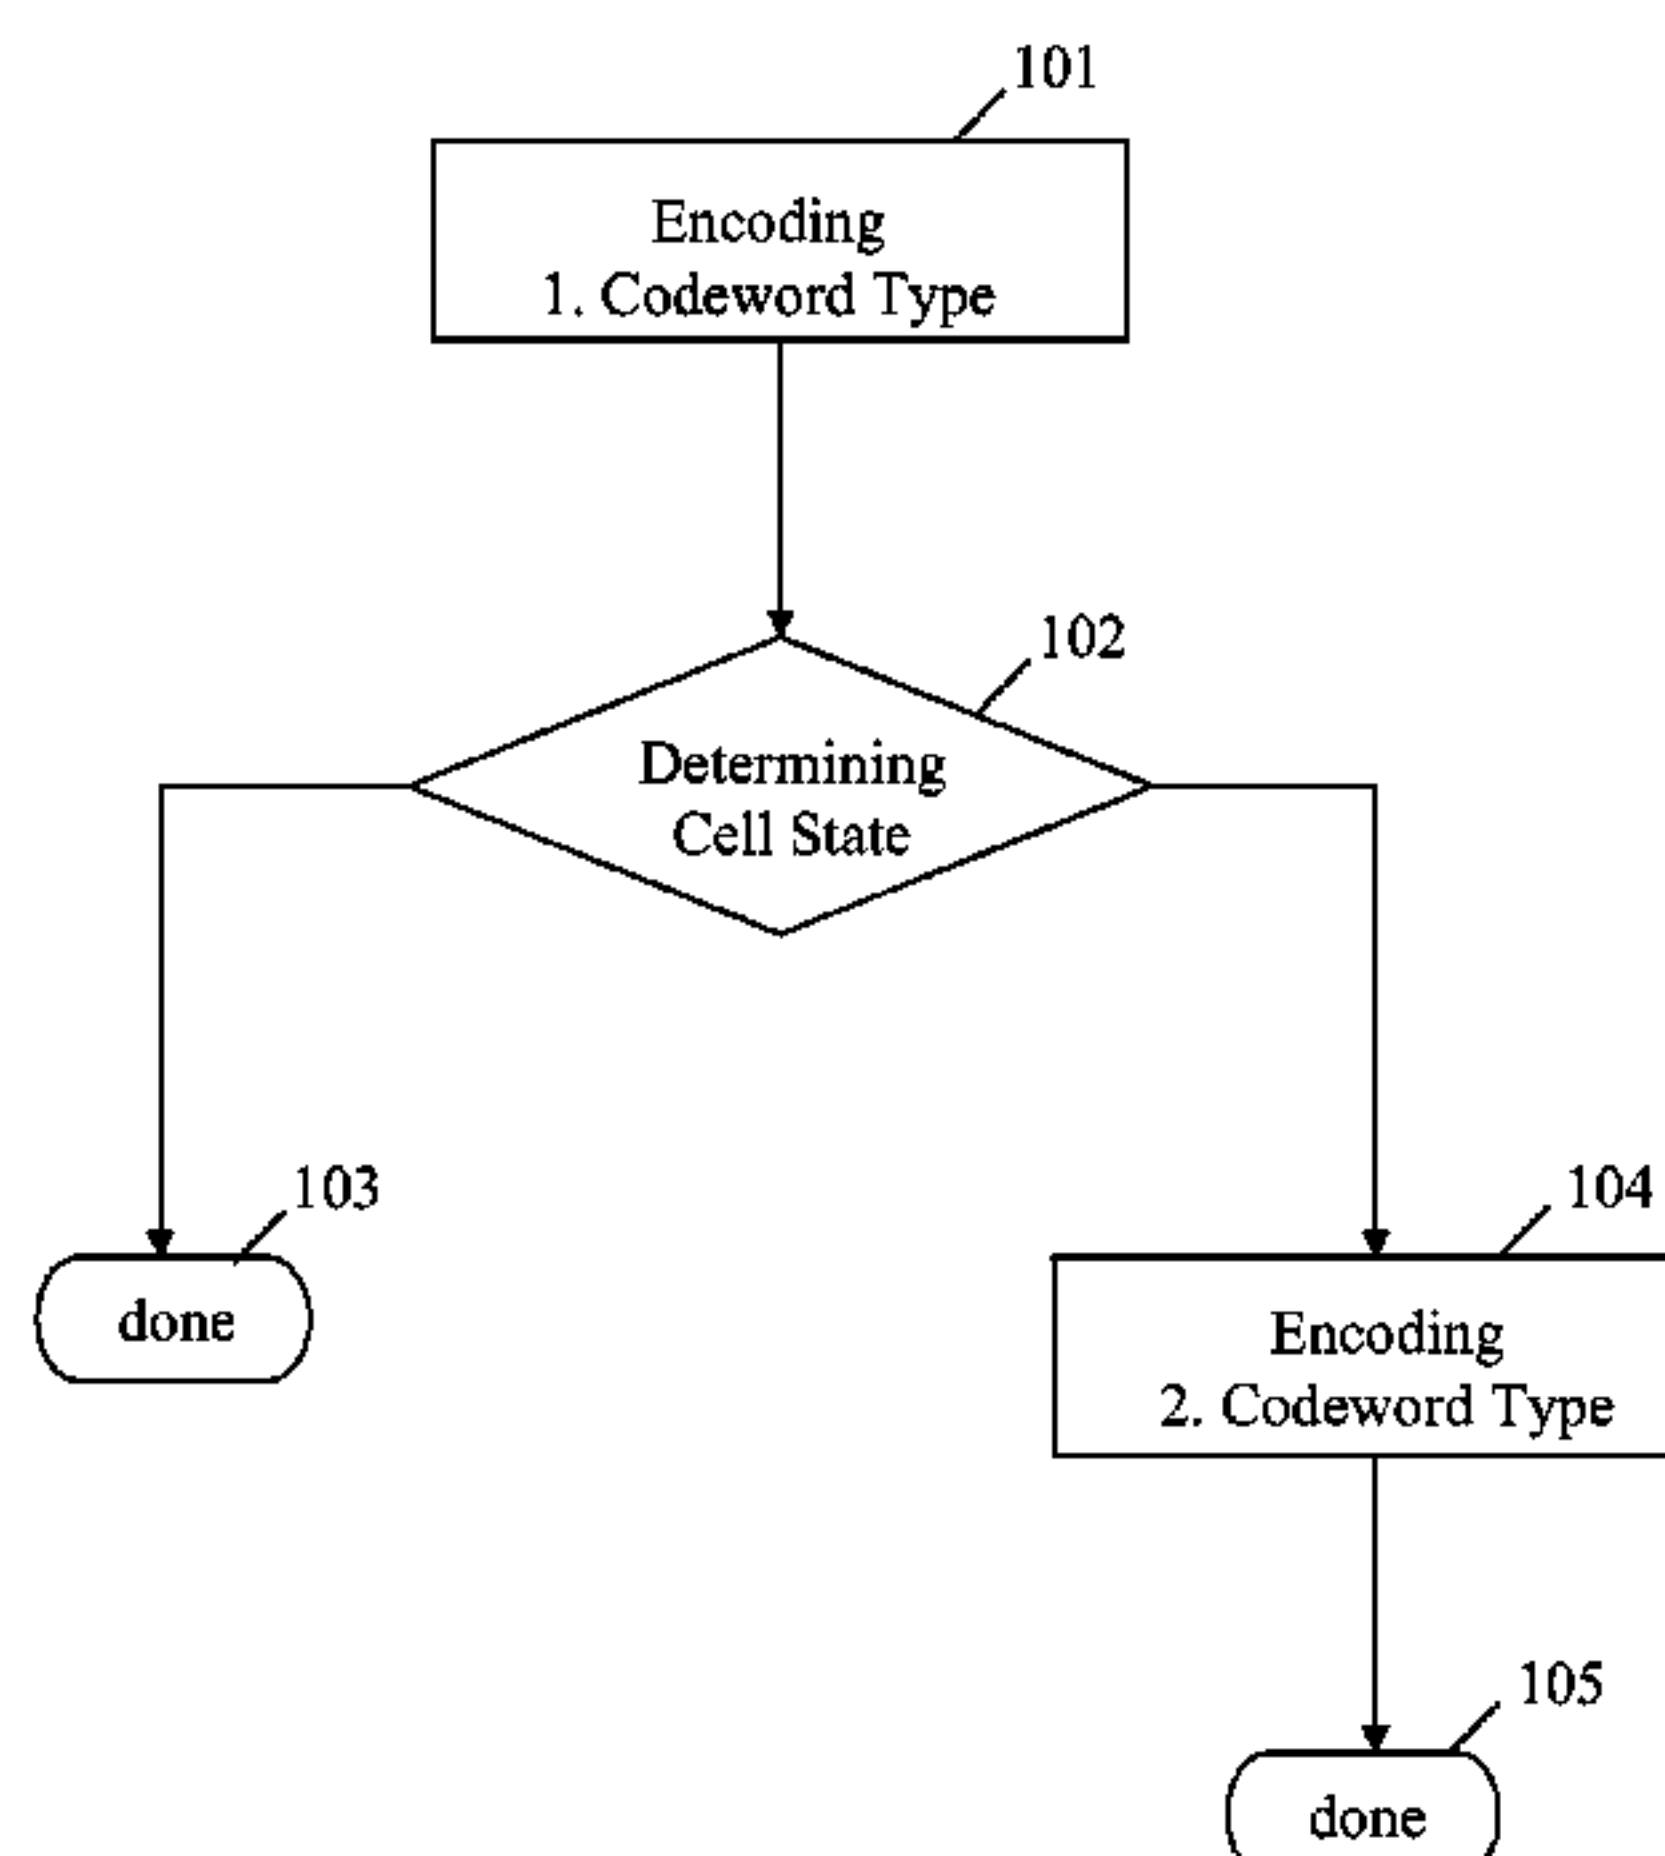 101
Encoding
1. Codeword Type
102
Determining
Cell State
103
done
104
Encoding
2. Codeword Type
105
done